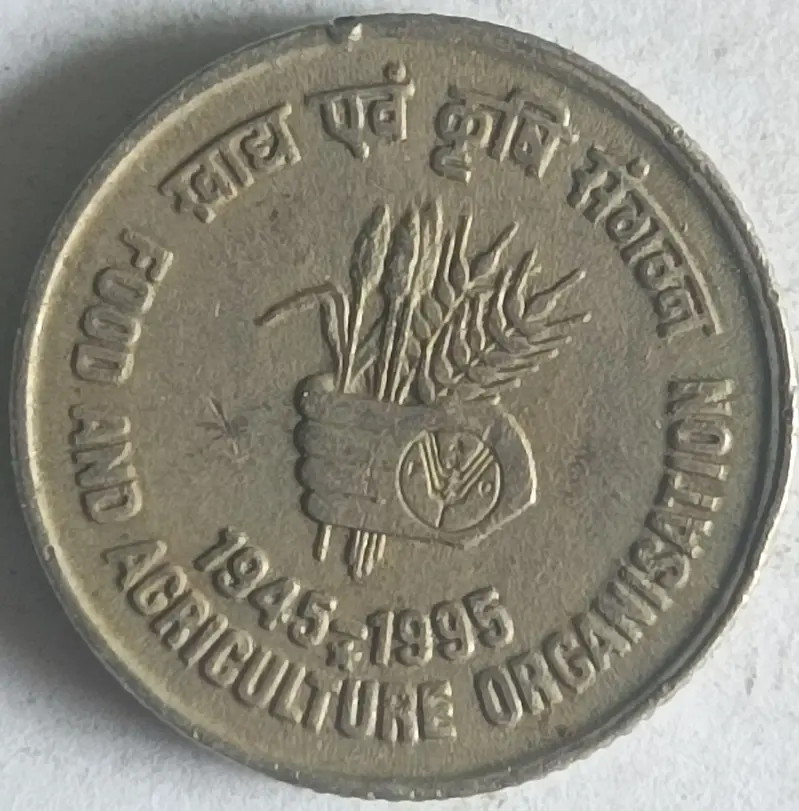 खाद्य एवं कृषि संगठन
1945-1995
FOOD AND AGRICULTURE ORGANISATION